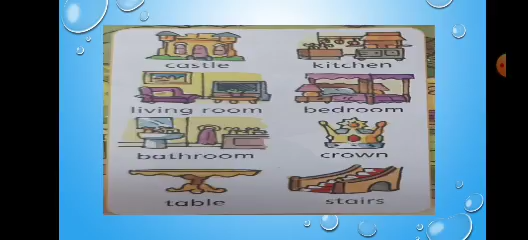 castle kitchen
living room bedroom
bathroom crown
table stairs